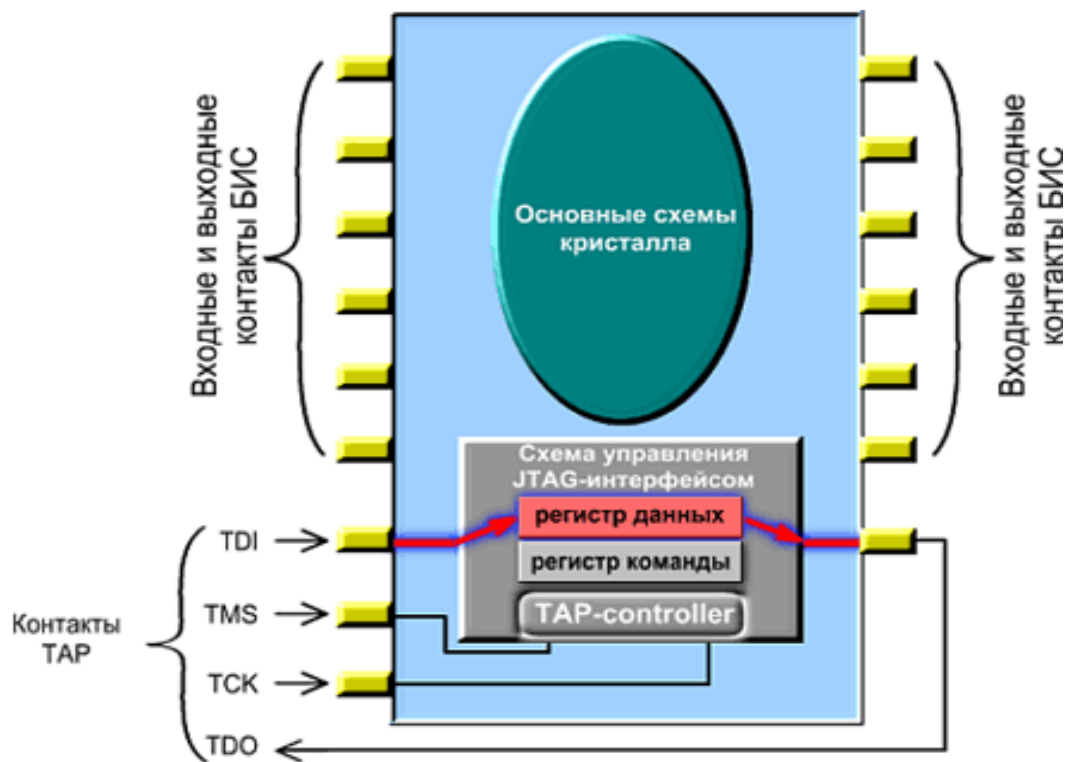 Входные и выходные
контакты БИС
Основные схемы
кристалла
Входные и выходные
контакты БИС
Схема управления
JTAG-интерфейсом
регистр данных
регистр команды
TAP-controller
Контакты
TAP
TDI
TMS
TCK
TDO